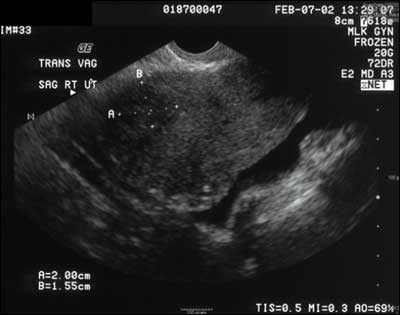 018700047
FEB-07-02 13:29:07
IM#33
8cm
618s
MLK GYN
FROZEN
20G
72DR
E2 MD A3
NET
GE
TRANS VAG
SAG RT UT
B
A
A=2.00cm
B=1.55cm
TIS=0.5 MI=0.3 AO=69%